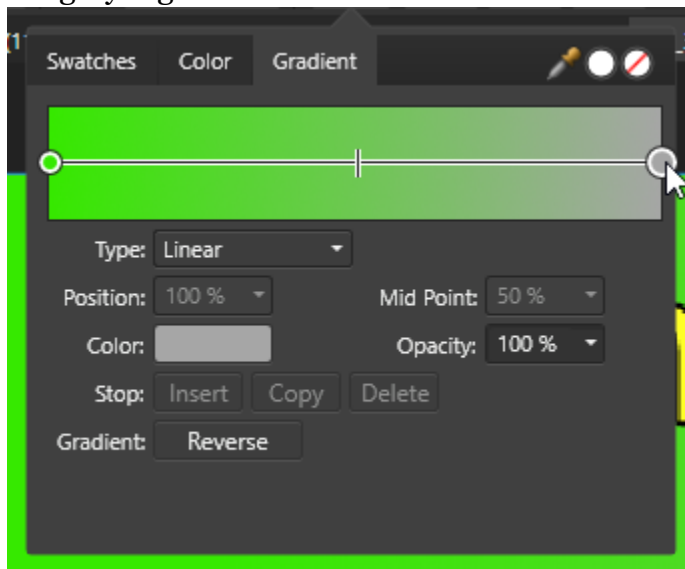 Swatches Color Gradient
Type: Linear
Position: 100 % Mid Point: 50 %
Color: Opacity: 100 %
Stop: Insert Copy Delete
Gradient: Reverse